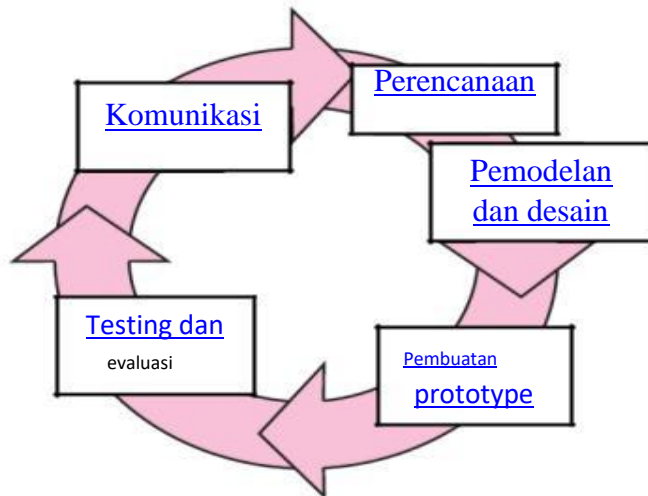 Komunikasi
Perencanaan
Pemodelan
dan desain
Pembuatan
prototype
Testing dan
evaluasi